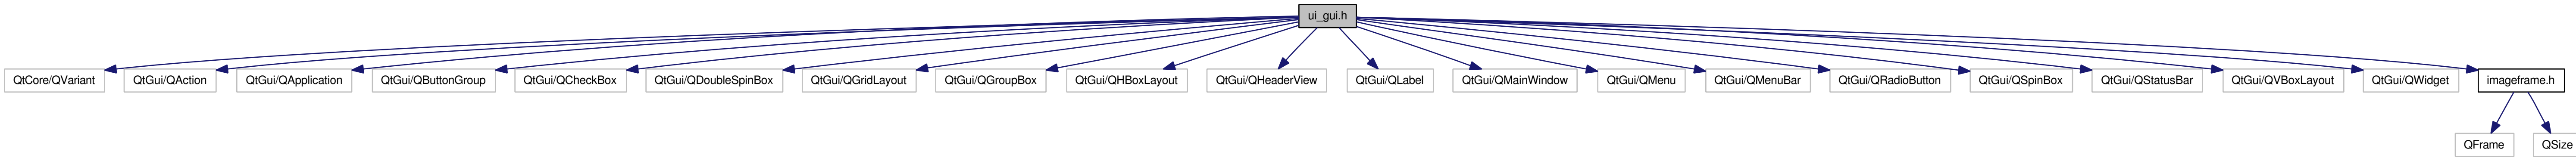 ui_gui.h
QtCore/QVariant
QtGui/QAction
QtGui/QApplication
QtGui/QButtonGroup
QtGui/QCheckBox
QtGui/QDoubleSpinBox
QtGui/QGridLayout
QtGui/QGroupBox
QtGui/QHBoxLayout
QtGui/QHeaderView
QtGui/QLabel
QtGui/QMainWindow
QtGui/QMenu
QtGui/QMenuBar
QtGui/QRadioButton
QtGui/QSpinBox
QtGui/QStatusBar
QtGui/QVBoxLayout
QtGui/QWidget
imageframe.h
QFrame
QSize